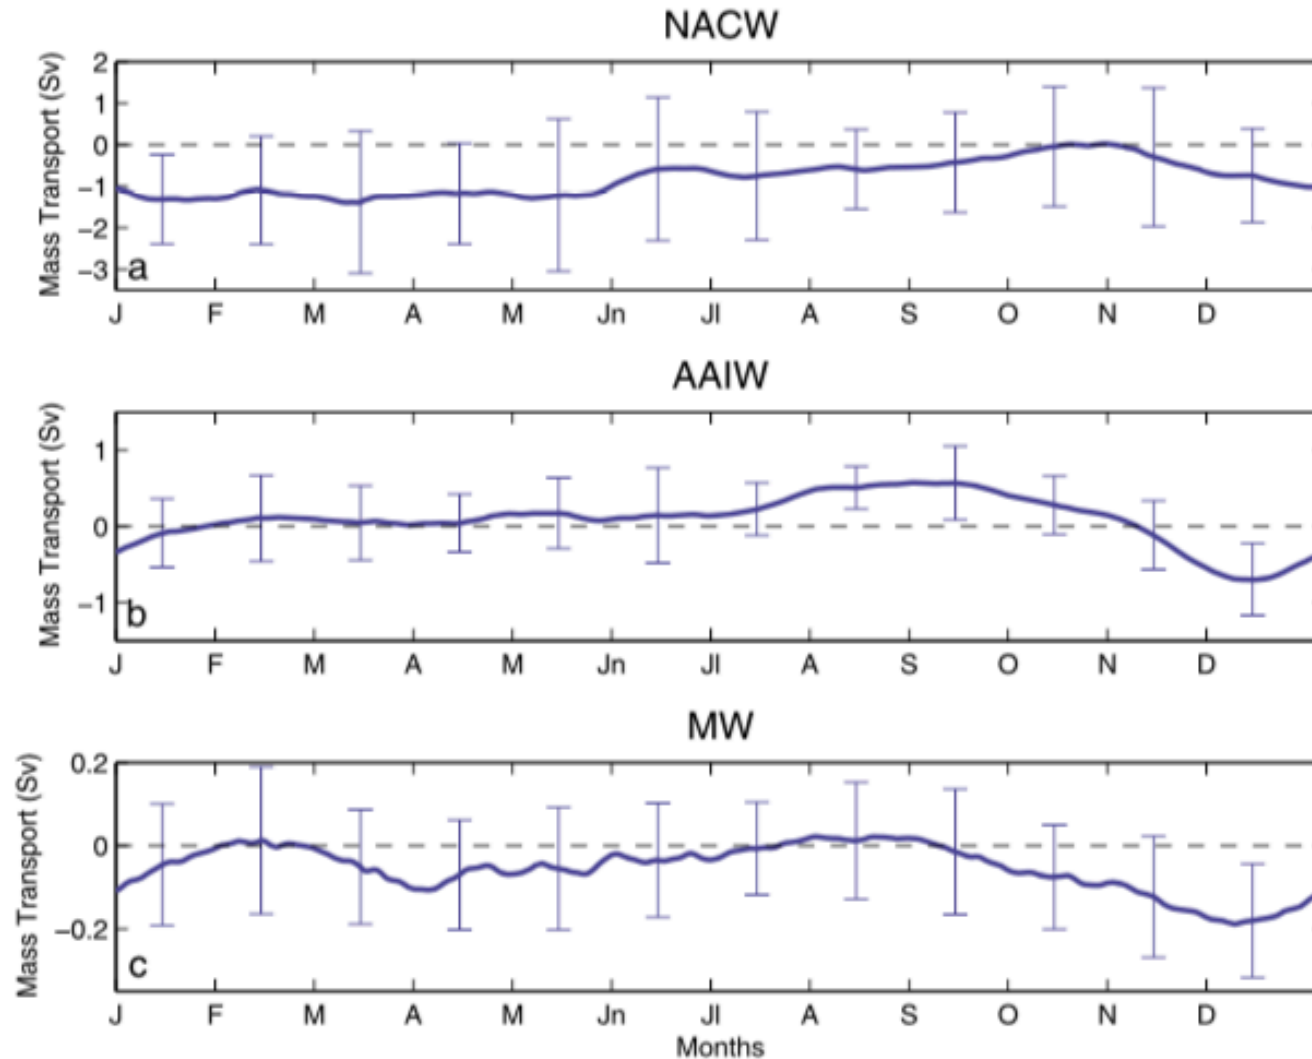 NACW
Mass Transport (Sv)
2
1
0
−1
−2
−3
a
J F M A M Jn Jl A S O N D
AAIW
Mass Transport (Sv)
1
0
−1
b
J F M A M Jn Jl A S O N D
MW
Mass Transport (Sv)
0.2
0
−0.2
c
J F M A M Jn Jl A S O N D
Months